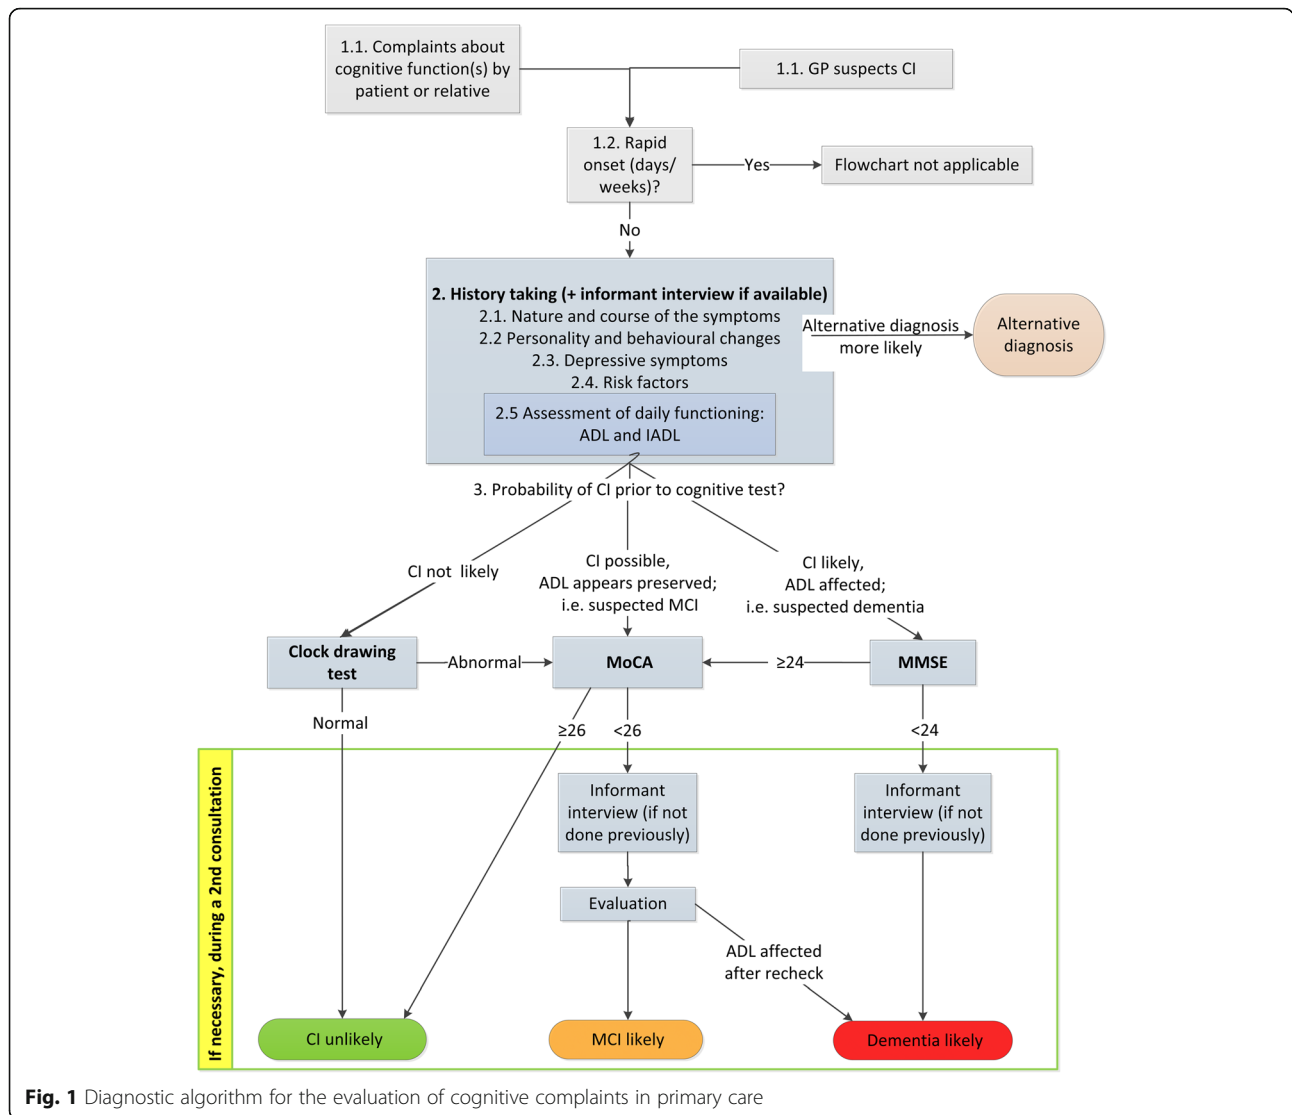 1.1. Complaints about
cognitive function(s) by
patient or relative
1.1. GP suspects CI
1.2. Rapid
onset (days/
weeks)?
Yes
Flowchart not applicable
No
2. History taking (+ informant interview if available)
2.1. Nature and course of the symptoms
2.2 Personality and behavioural changes
2.3. Depressive symptoms
2.4. Risk factors
2.5 Assessment of daily functioning:
ADL and IADL
Alternative diagnosis
more likely
Alternative
diagnosis
3. Probability of CI prior to cognitive test?
CI not likely
CI possible,
ADL appears preserved;
i.e. suspected MCI
CI likely,
ADL affected;
i.e. suspected dementia
Clock drawing
test
Abnormal
MoCA
≥24
MMSE
Normal
≥26
<26
<24
If necessary, during a 2nd consultation
Informant
interview (if not
done previously)
Informant
interview (if not
done previously)
Evaluation
ADL affected
after recheck
CI unlikely
MCI likely
Dementia likely
Fig. 1 Diagnostic algorithm for the evaluation of cognitive complaints in primary care